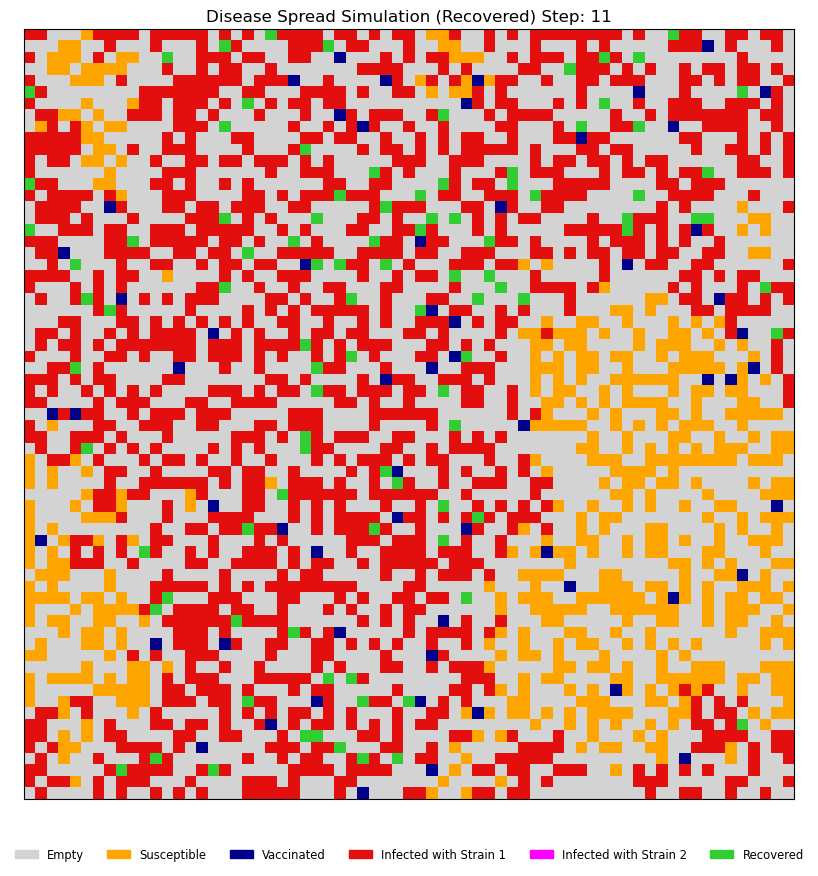 Disease Spread Simulation (Recovered) Step: 11
Empty Susceptible Vaccinated Infected with Strain 1 Infected with Strain 2 Recovered